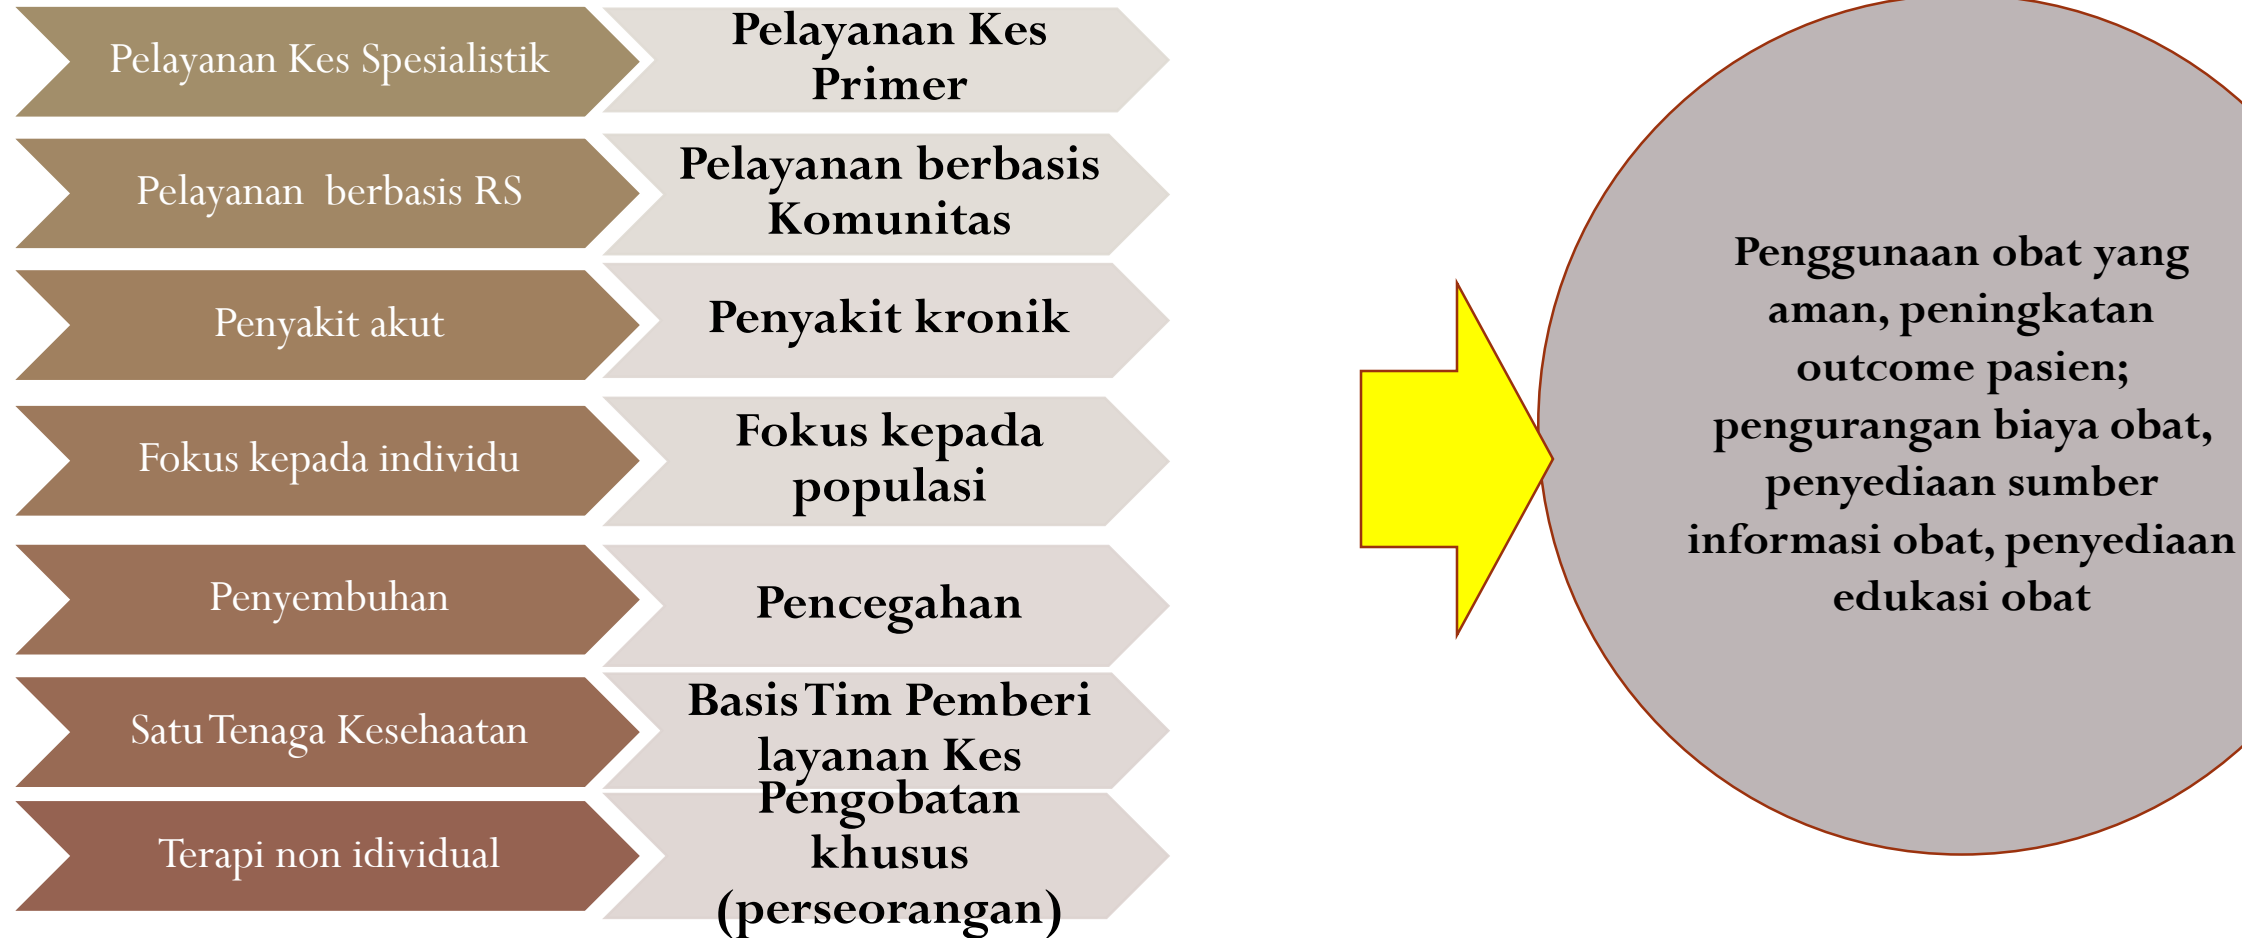 Pelayanan Kes Spesialistik
Pelayanan Kes
Primer
Pelayanan berbasis RS
Pelayanan berbasis
Komunitas
Penyakit akut
Penyakit kronik
Fokus kepada individu
Fokus kepada
populasi
Penyembuhan
Pencegahan
Satu Tenaga Kesehaatan
Basis Tim Pemberi
layanan Kes
Terapi non idividual
Pengobatan
khusus
(perseorangan)
Penggunaan obat yang
aman, peningkatan
outcome pasien;
pengurangan biaya obat,
penyediaan sumber
informasi obat, penyediaan
edukasi obat